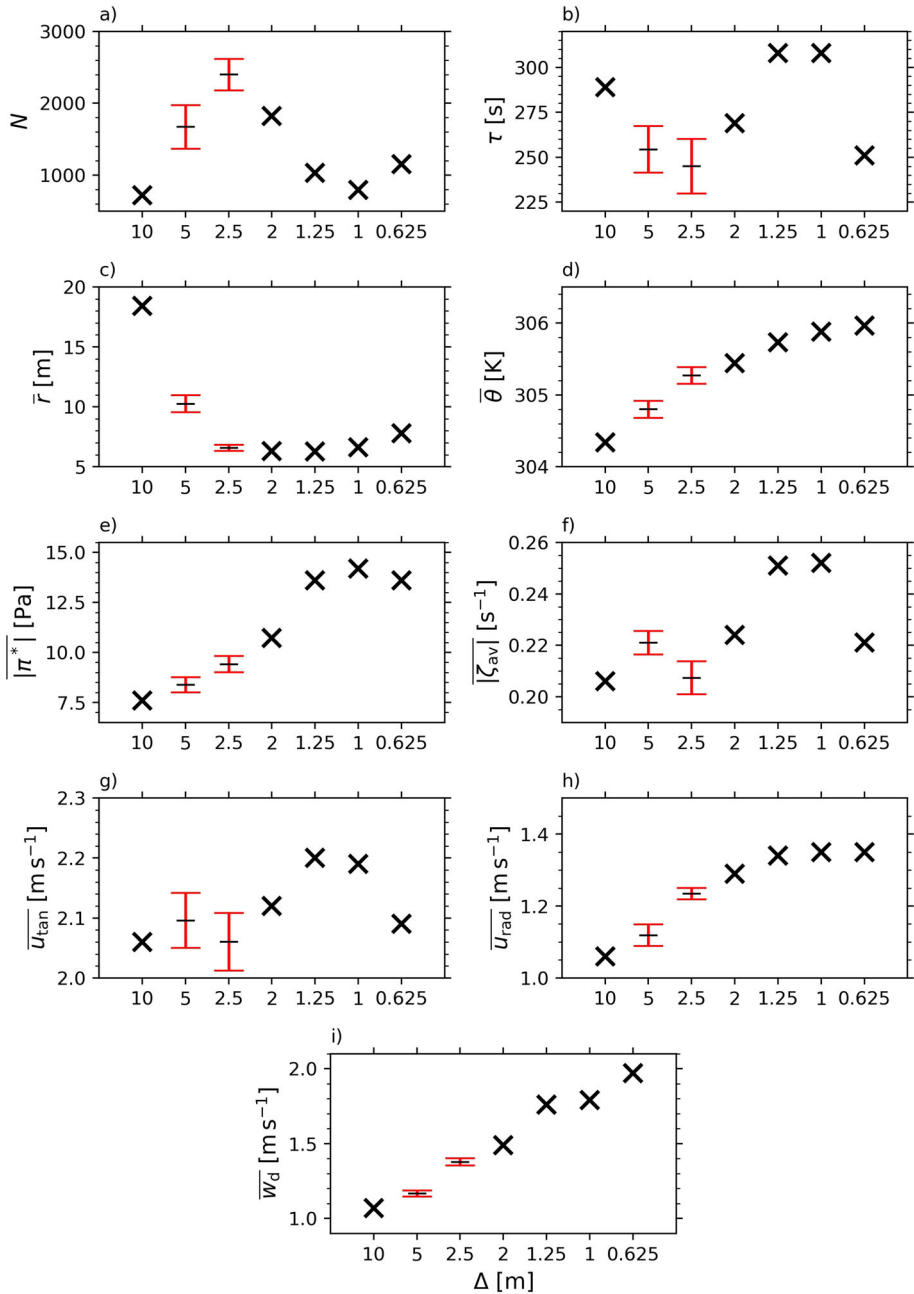 a)
3000
2000
1000
N
10 5 2.5 2 1.25 1 0.625
b)
300
275
250
225
τ [s]
10 5 2.5 2 1.25 1 0.625
c)
20
15
10
5
r̅ [m]
10 5 2.5 2 1.25 1 0.625
d)
306
305
304
θ̅ [K]
10 5 2.5 2 1.25 1 0.625
e)
15.0
12.5
10.0
7.5
|π*|̅ [Pa]
10 5 2.5 2 1.25 1 0.625
f)
0.26
0.24
0.22
0.20
|ζav|̅ [s⁻¹]
10 5 2.5 2 1.25 1 0.625
g)
2.3
2.2
2.1
2.0
u̅tan [m s⁻¹]
10 5 2.5 2 1.25 1 0.625
h)
1.4
1.2
1.0
u̅rad [m s⁻¹]
10 5 2.5 2 1.25 1 0.625
i)
2.0
1.5
1.0
w̅d [m s⁻¹]
10 5 2.5 2 1.25 1 0.625
Δ [m]